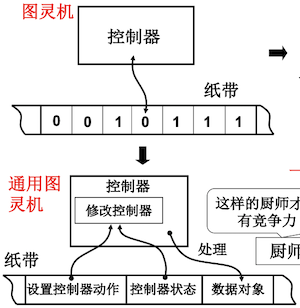 图灵机
控制器
纸带
0 0 1 0 1 1 1
通用图
灵机
控制器
修改控制器
这样的厨师才
有竞争力
处理
厨师
纸带
设置控制器动作 控制器状态 数据对象